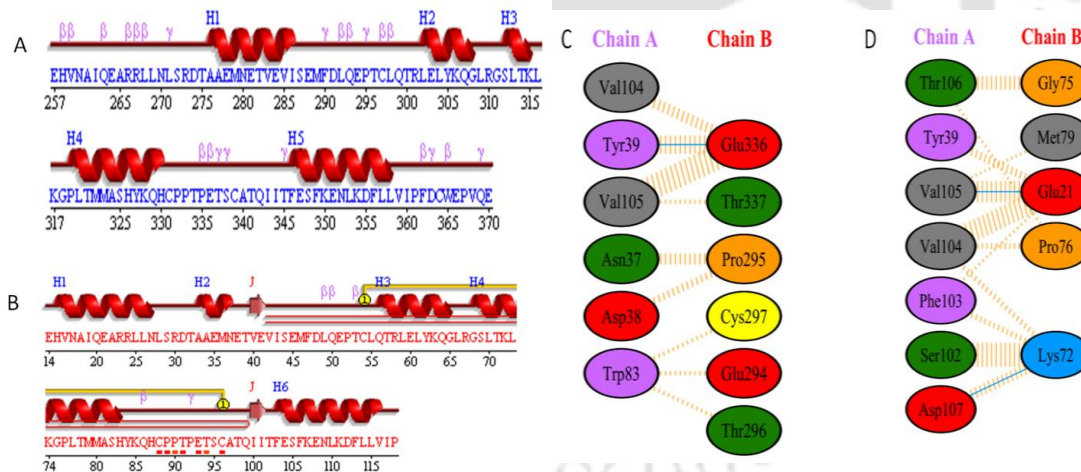 A
ββ β βββ γ H1 γ ββ γ ββ H2 H3
EHVNAIQEARRLLNLSRDTAAEMNETVEVISEMFDLQEPTCLQTRLELYKQGLRGSLTKL
257 265 270 275 280 285 290 295 300 305 310 315
H4 ββγγ γ H5 βγ β γ
KGPLTMMASHYKQHCPPTPETSCATQIITFESFKENLKDFLLVIPFDCWEPVQE
317 325 330 335 340 345 350 355 360 365 370
B
H1 H2 J ββ β 1 H3 H4
EHVNAIQEARRLLNLSRDTAAEMNETVEVISEMFDLQEPTCLQTRLELYKQGLRGSLTKL
14 20 25 30 35 40 45 50 55 60 65 70
β γ 1 J H6
KGPLTMMASHYKQHCPPTPETSCATQIITFESFKENLKDFLLVIP
74 80 85 90 95 100 105 110 115
C
Chain A Chain B
Val104
Tyr39 Glu336
Val105 Thr337
Asn37 Pro295
Asp38 Cys297
Trp83 Glu294
Thr296
D
Chain A Chain B
Thr106 Gly75
Tyr39 Met79
Val105 Glu21
Val104 Pro76
Phe103
Ser102 Lys72
Asp107